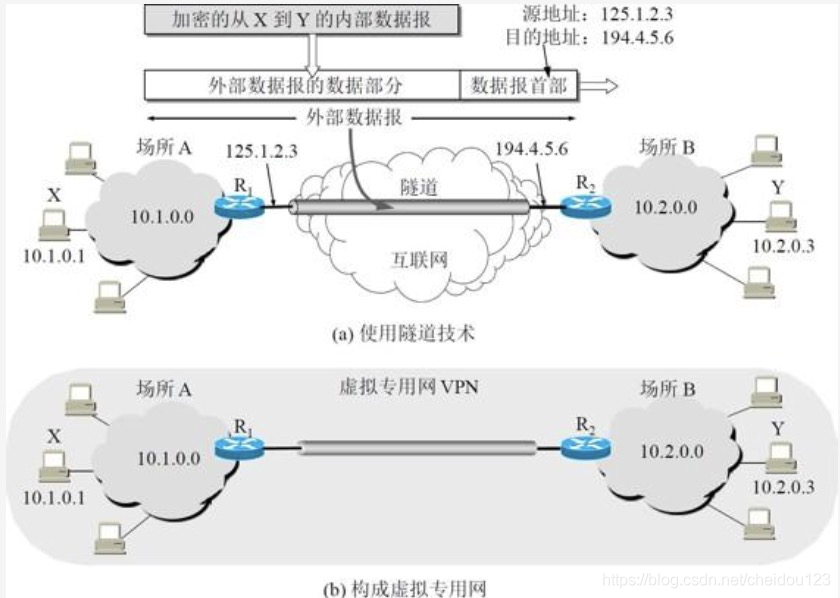 加密的从 X 到 Y 的内部数据报
源地址：125.1.2.3
目的地址：194.4.5.6
外部数据报的数据部分
数据报首部
外部数据报
场所 A
125.1.2.3
194.4.5.6
场所 B
X
R1
隧道
R2
Y
10.1.0.0
10.2.0.0
10.1.0.1
互联网
10.2.0.3
(a) 使用隧道技术
场所 A
虚拟专用网 VPN
场所 B
X
R1
R2
Y
10.1.0.0
10.2.0.0
10.1.0.1
10.2.0.3
(b) 构成虚拟专用网
https://blog.csdn.net/cheidou123